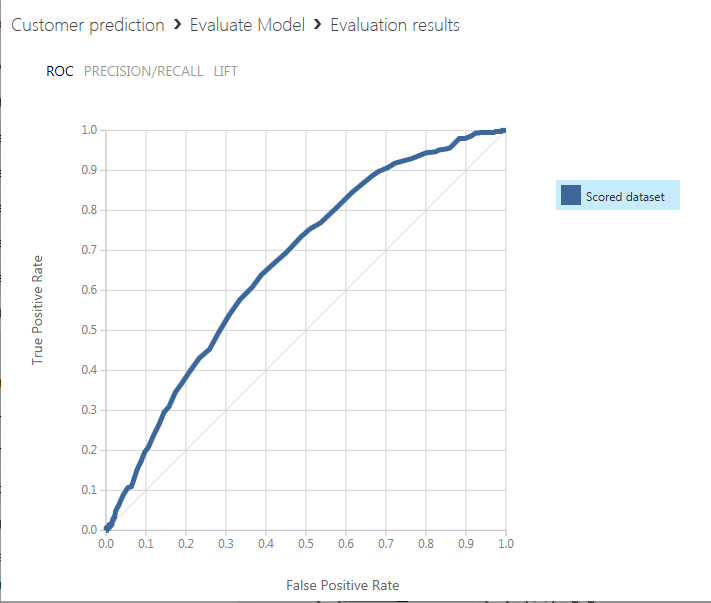 Customer prediction › Evaluate Model › Evaluation results
ROC PRECISION/RECALL LIFT
1.0
0.9
0.8
0.7
0.6
0.5
0.4
0.3
0.2
0.1
0.0
True Positive Rate
0.0 0.1 0.2 0.3 0.4 0.5 0.6 0.7 0.8 0.9 1.0
False Positive Rate
Scored dataset